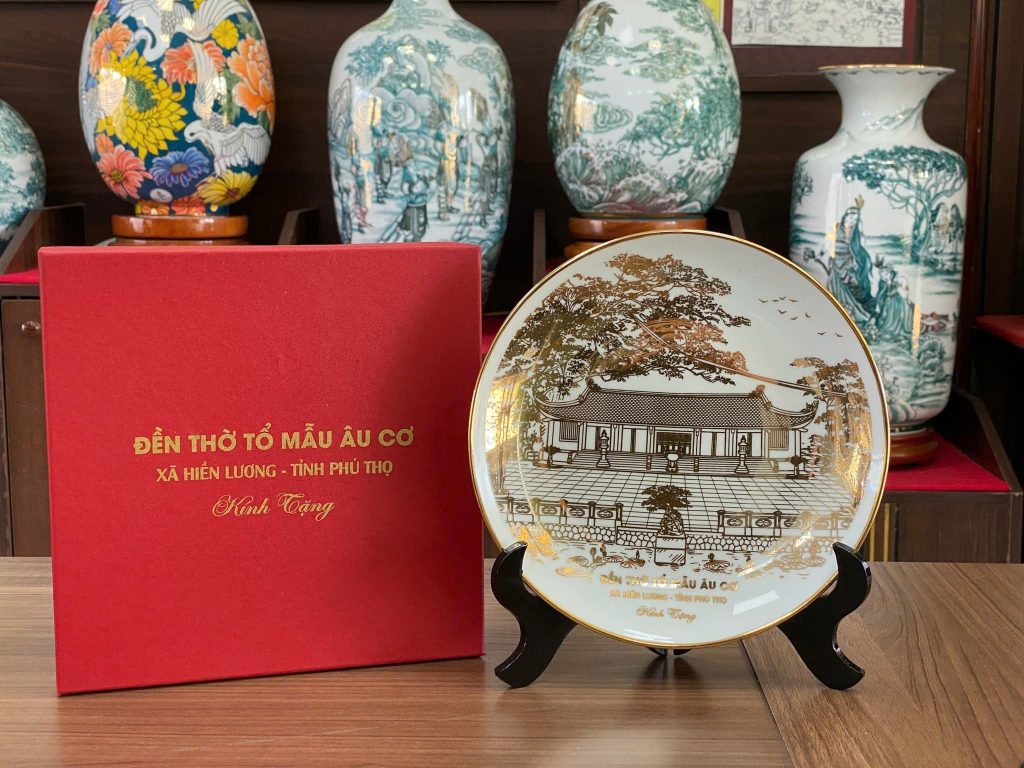 ĐỀN THỜ TỔ MẪU ÂU CƠ
XÃ HIỀN LƯƠNG - TỈNH PHÚ THỌ
Kính Tặng
ĐỀN THỜ TỔ MẪU ÂU CƠ
XÃ HIỀN LƯƠNG - TỈNH PHÚ THỌ
Kính Tặng